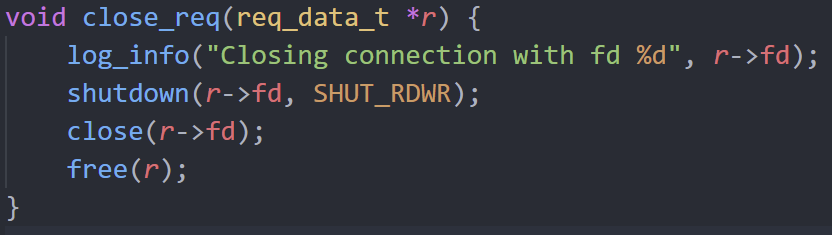 void close_req(req_data_t *r) {
    log_info("Closing connection with fd %d", r->fd);
    shutdown(r->fd, SHUT_RDWR);
    close(r->fd);
    free(r);
}